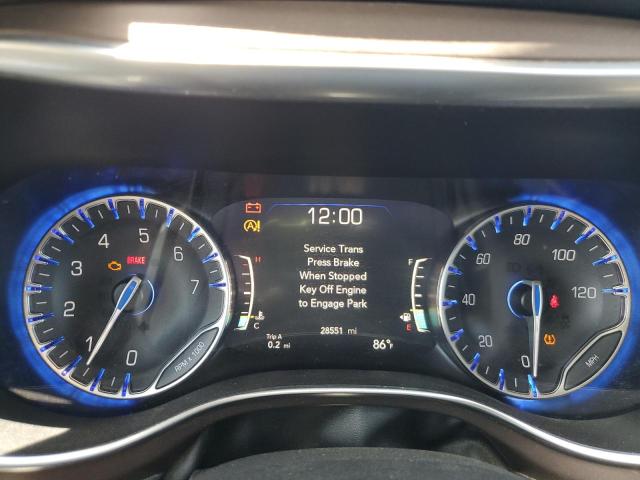 12:00
Service Trans
Press Brake
When Stopped
Key Off Engine
to Engage Park
28551 mi
Trip A
0.2 mi
86°F
H
C
F
E
BRAKE
0
1
2
3
4
5
6
7
RPM x 1000
0
20
40
60
80
100
120
MPH